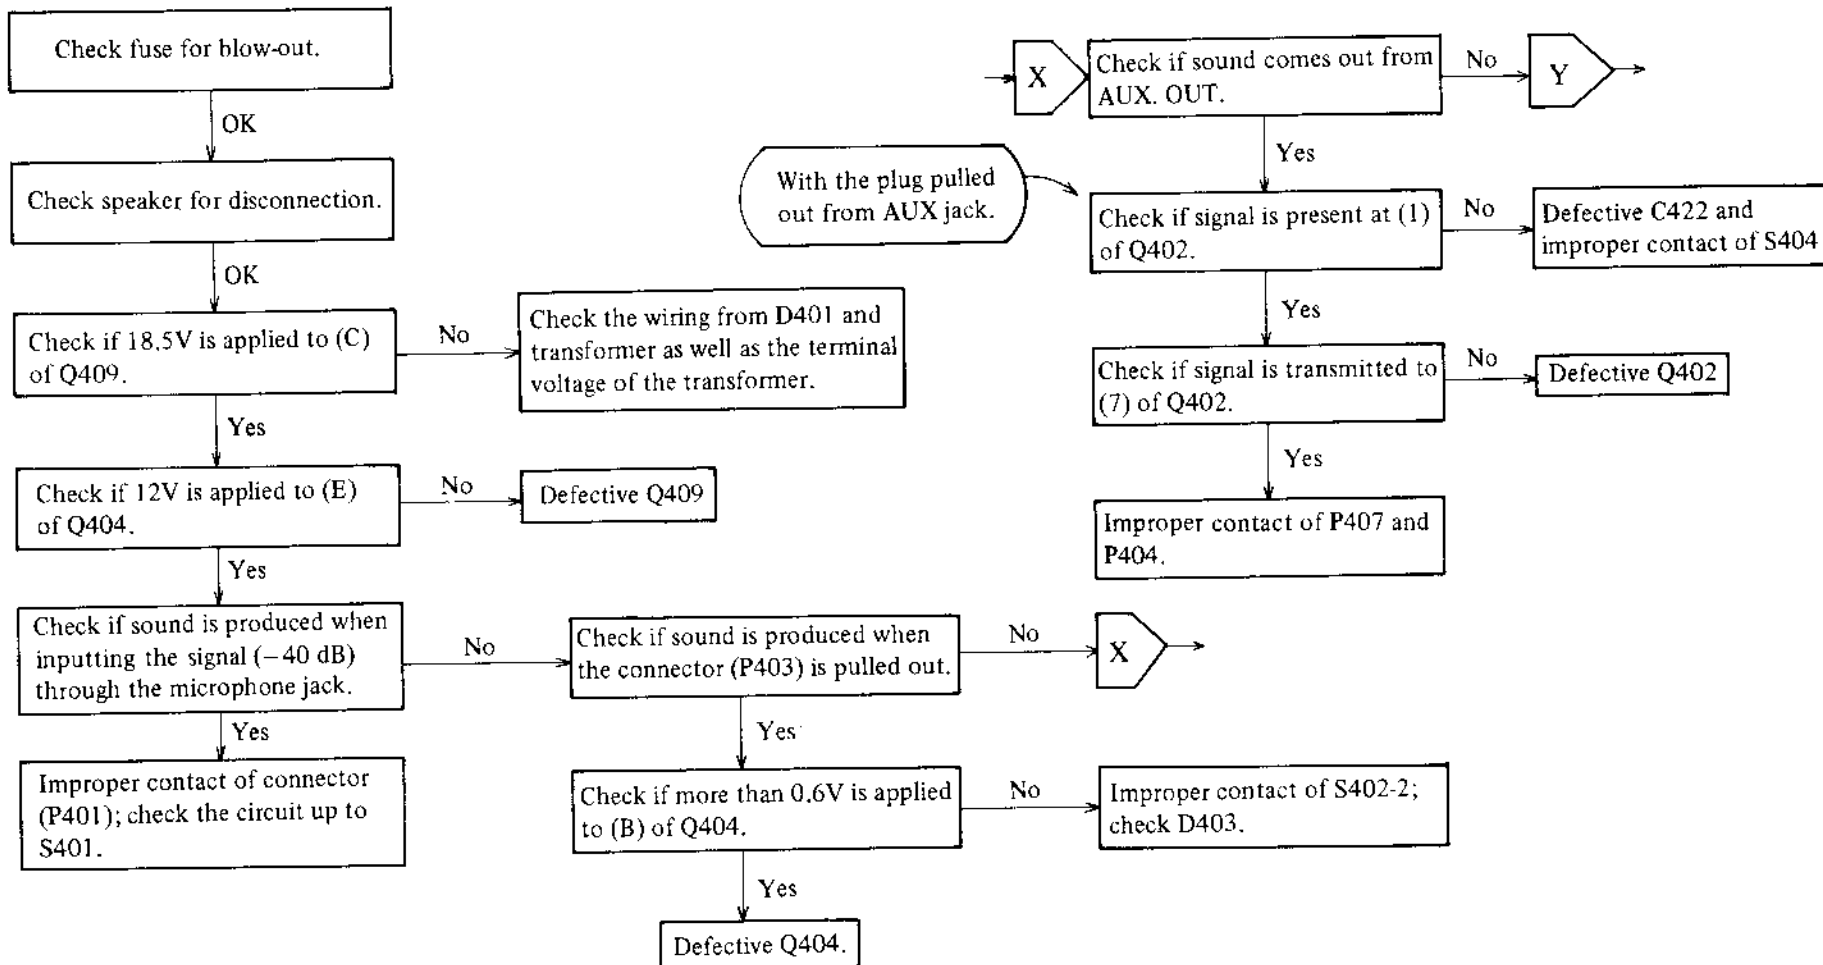 Check fuse for blow-out.
OK
Check speaker for disconnection.
OK
Check if 18.5V is applied to (C)
of Q409.
No
Check the wiring from D401 and
transformer as well as the terminal
voltage of the transformer.
Yes
Check if 12V is applied to (E)
of Q404.
No
Defective Q409
Yes
Check if sound is produced when
inputting the signal (−40 dB)
through the microphone jack.
No
Check if sound is produced when
the connector (P403) is pulled out.
No
X
Yes
Improper contact of connector
(P401); check the circuit up to
S401.
Yes
Check if more than 0.6V is applied
to (B) of Q404.
No
Improper contact of S402-2;
check D403.
Yes
Defective Q404.
X
Check if sound comes out from
AUX. OUT.
No
Y
Yes
With the plug pulled
out from AUX jack.
Check if signal is present at (1)
of Q402.
No
Defective C422 and
improper contact of S404
Yes
Check if signal is transmitted to
(7) of Q402.
No
Defective Q402
Yes
Improper contact of P407 and
P404.